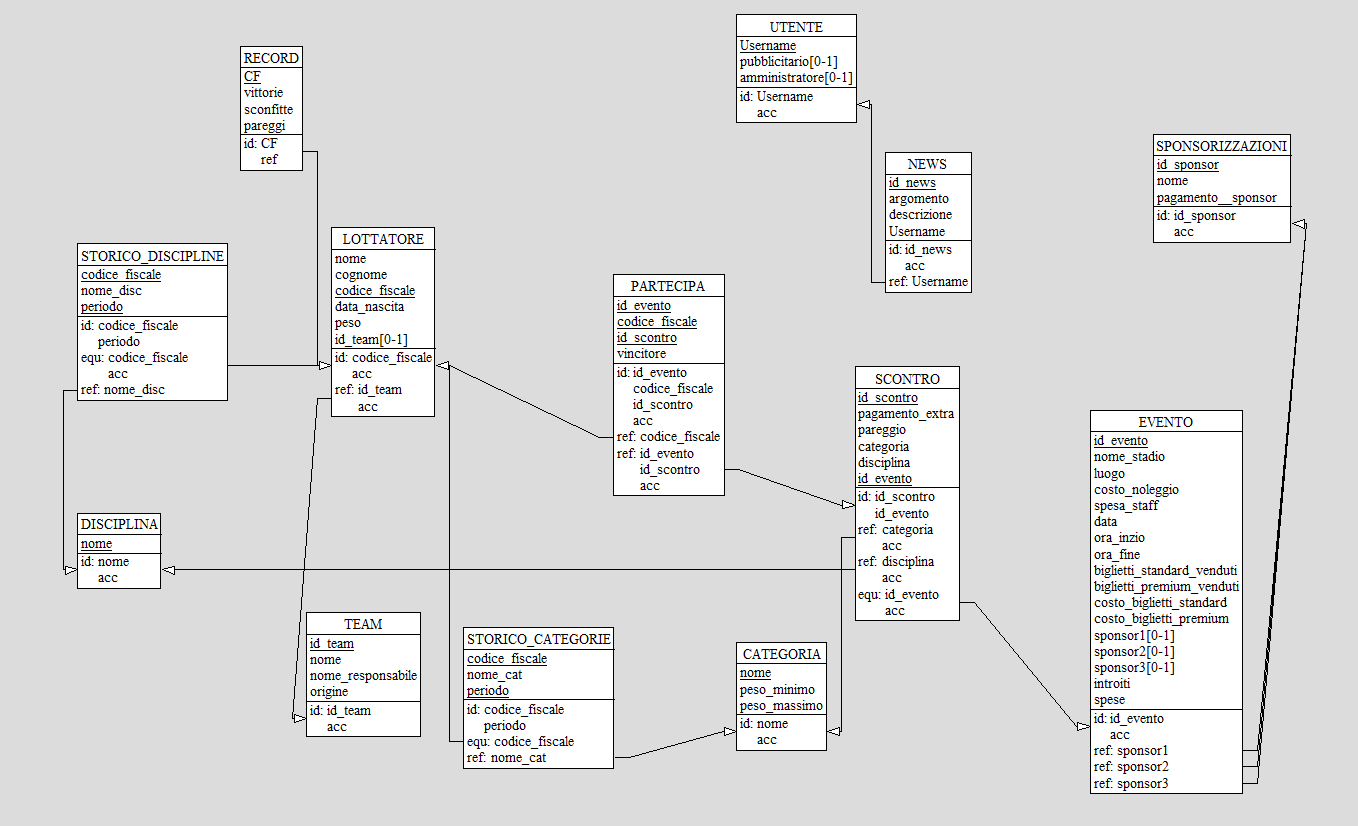 RECORD
CF
vittorie
sconfitte
pareggi
id: CF
ref
UTENTE
Username
pubblicitario[0-1]
amministratore[0-1]
id: Username
acc
NEWS
id_news
argomento
descrizione
Username
id: id_news
acc
ref: Username
SPONSORIZZAZIONI
id_sponsor
nome
pagamento__sponsor
id: id_sponsor
acc
STORICO_DISCIPLINE
codice_fiscale
nome_disc
periodo
id: codice_fiscale
periodo
equ: codice_fiscale
acc
ref: nome_disc
LOTTATORE
nome
cognome
codice_fiscale
data_nascita
peso
id_team[0-1]
id: codice_fiscale
acc
ref: id_team
acc
PARTECIPA
id_evento
codice_fiscale
id_scontro
vincitore
id: id_evento
codice_fiscale
id_scontro
acc
ref: codice_fiscale
ref: id_evento
id_scontro
acc
SCONTRO
id_scontro
pagamento_extra
pareggio
categoria
disciplina
id_evento
id: id_scontro
id_evento
ref: categoria
acc
ref: disciplina
acc
equ: id_evento
acc
EVENTO
id_evento
nome_stadio
luogo
costo_noleggio
spesa_staff
data
ora_inzio
ora_fine
biglietti_standard_venduti
biglietti_premium_venduti
costo_biglietti_standard
costo_biglietti_premium
sponsor1[0-1]
sponsor2[0-1]
sponsor3[0-1]
introiti
spese
id: id_evento
acc
ref: sponsor1
ref: sponsor2
ref: sponsor3
DISCIPLINA
nome
id: nome
acc
TEAM
id_team
nome
nome_responsabile
origine
id: id_team
acc
STORICO_CATEGORIE
codice_fiscale
nome_cat
periodo
id: codice_fiscale
periodo
equ: codice_fiscale
ref: nome_cat
CATEGORIA
nome
peso_minimo
peso_massimo
id: nome
acc